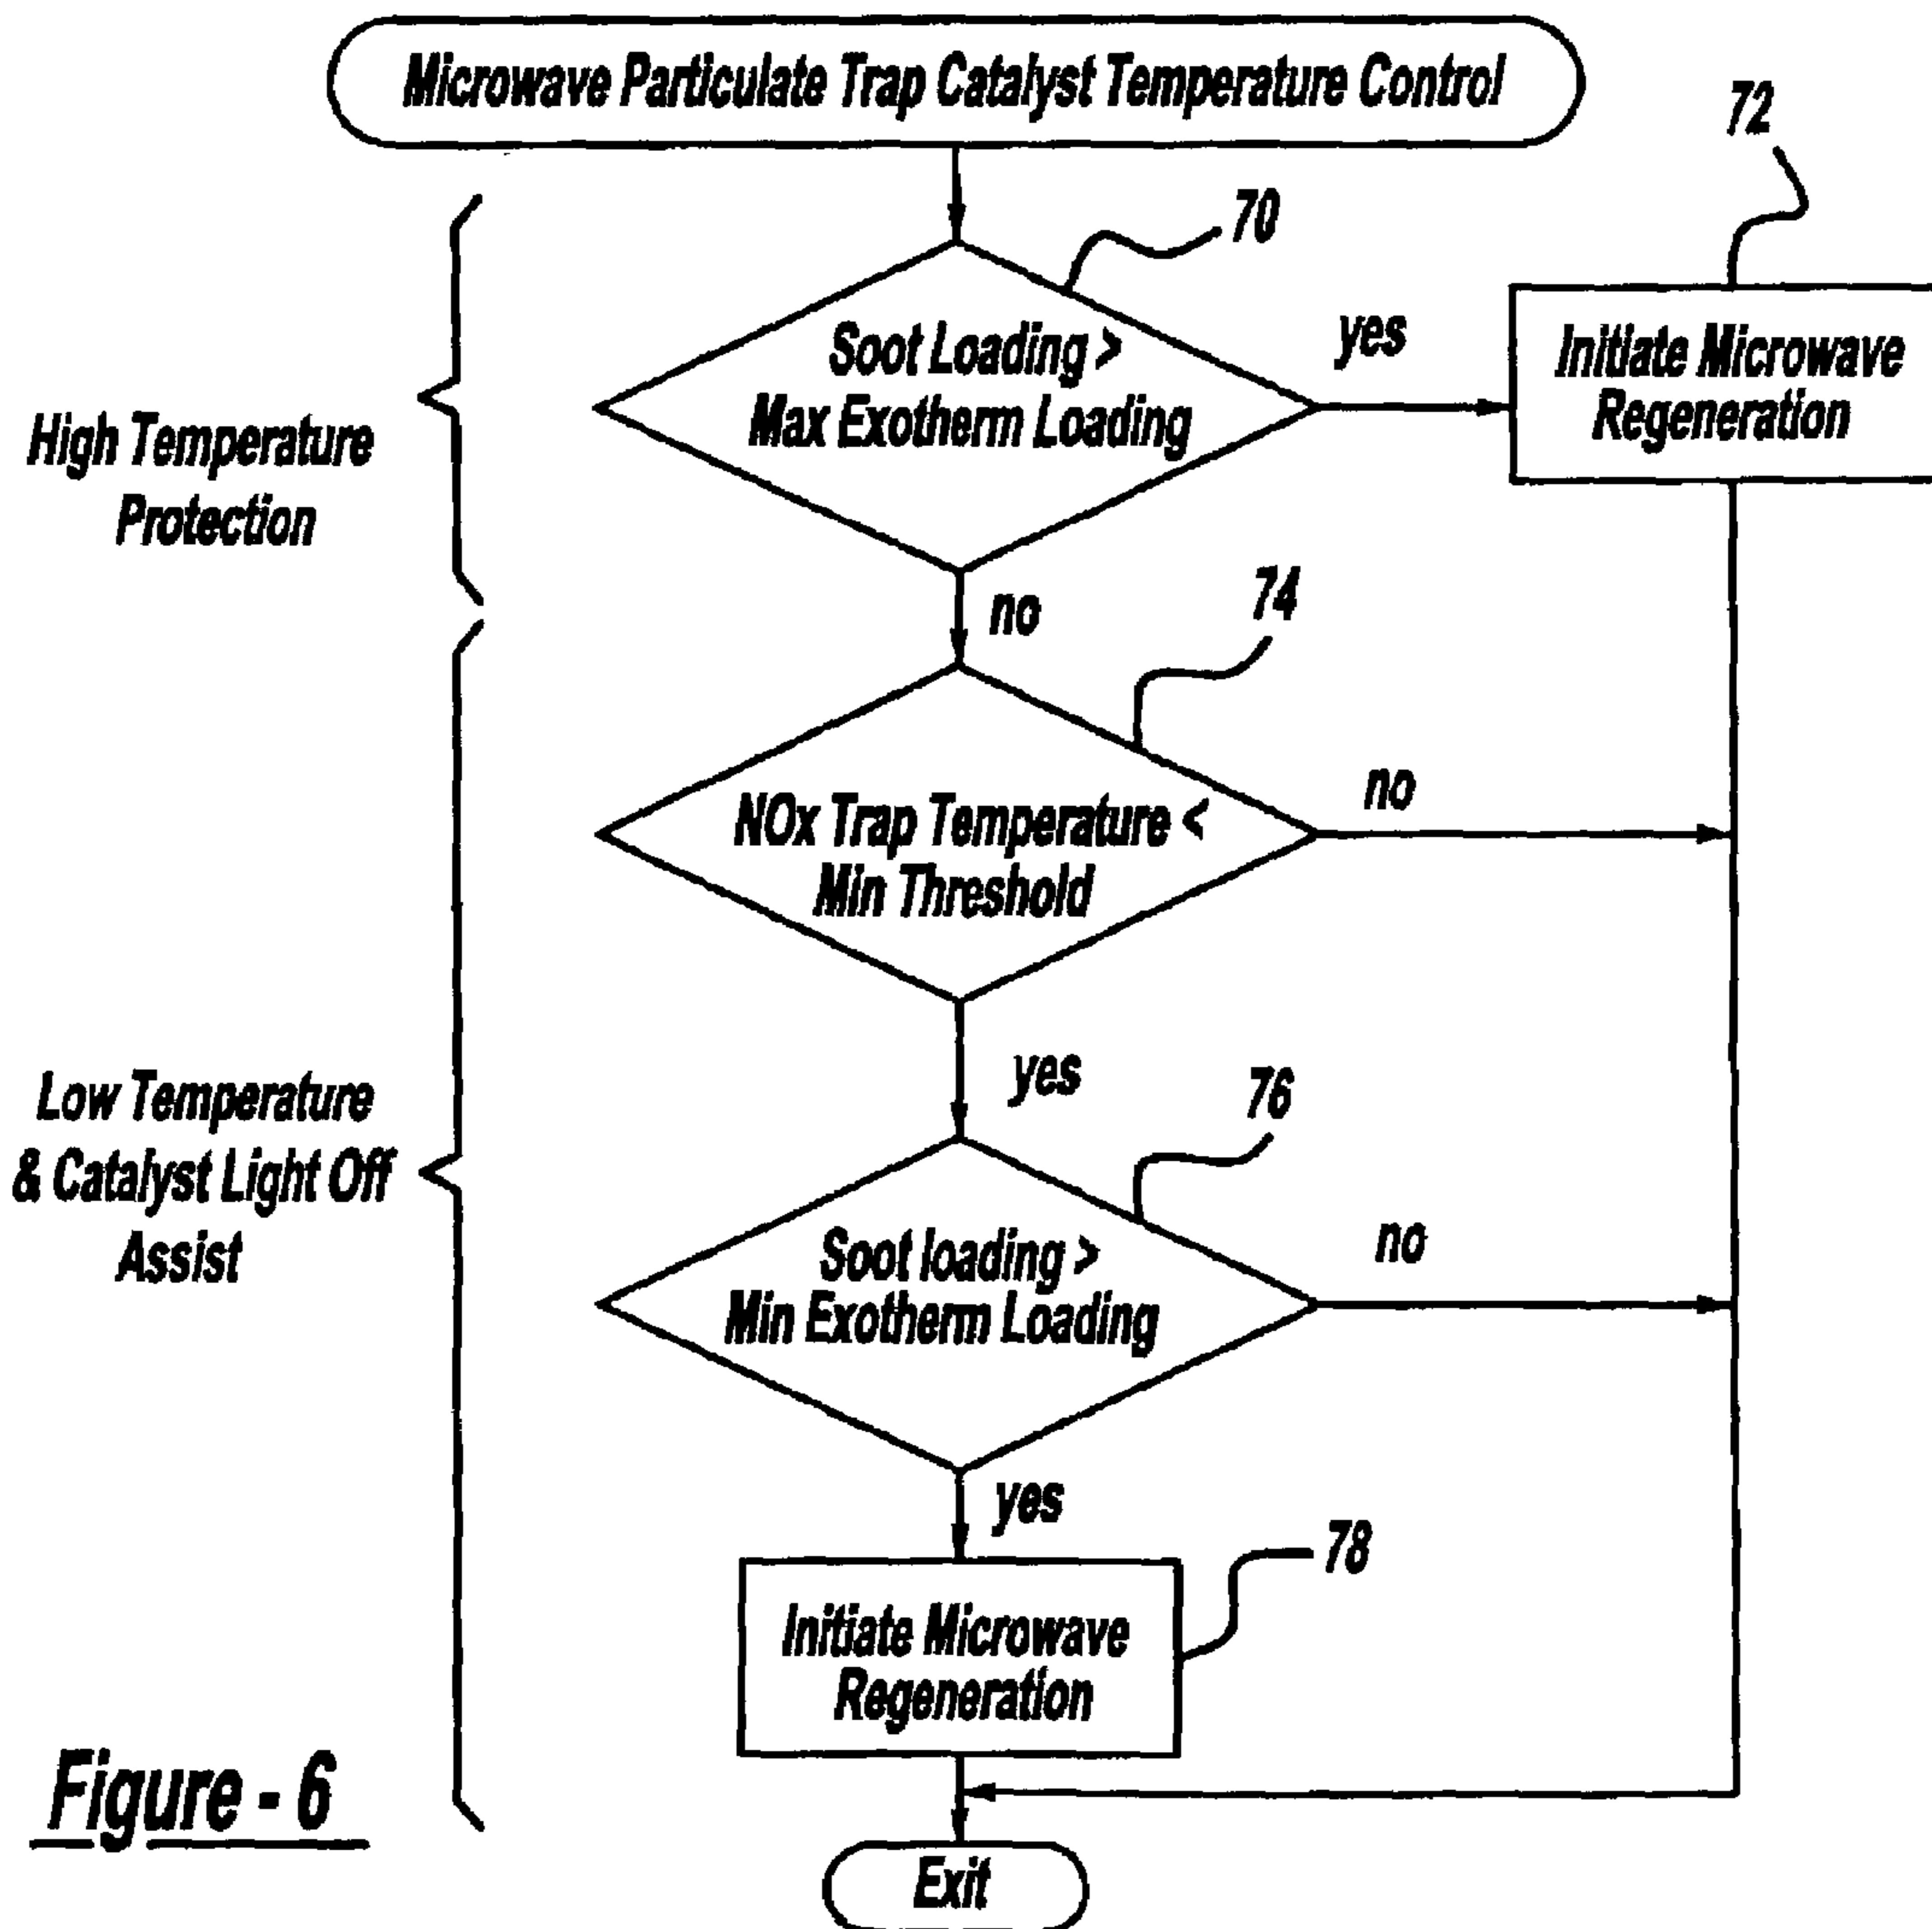 Microwave Particulate Trap Catalyst Temperature Control
72
70
Soot Loading >
Max Exotherm Loading
yes
Initiate Microwave
Regeneration
High Temperature
Protection
no
74
NOx Trap Temperature <
Min Threshold
no
yes
76
Low Temperature
& Catalyst Light Off
Assist
Soot loading >
Min Exotherm Loading
no
yes
78
Initiate Microwave
Regeneration
Figure - 6
Exit